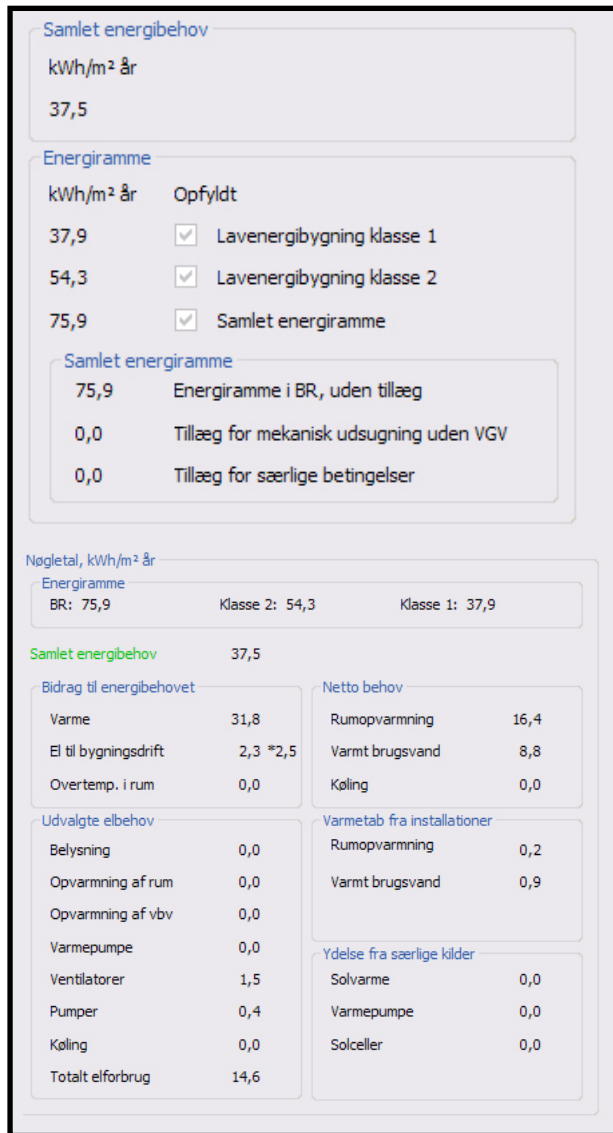 Samlet energibehov
kWh/m² år
37,5
Energiramme
kWh/m² år Opfyldt
37,9 Lavenergibygning klasse 1
54,3 Lavenergibygning klasse 2
75,9 Samlet energiramme
Samlet energiramme
75,9 Energiramme i BR, uden tillæg
0,0 Tillæg for mekanisk udsugning uden VGV
0,0 Tillæg for særlige betingelser
Nøgletal, kWh/m² år
Energiramme
BR: 75,9 Klasse 2: 54,3 Klasse 1: 37,9
Samlet energibehov 37,5
Bidrag til energibehovet
Varme 31,8
El til bygningsdrift 2,3 *2,5
Overtemp. i rum 0,0
Netto behov
Rumopvarmning 16,4
Varmt brugsvand 8,8
Køling 0,0
Udvalgte elbehov
Belysning 0,0
Opvarmning af rum 0,0
Opvarmning af vbv 0,0
Varmepumpe 0,0
Ventilatorer 1,5
Pumper 0,4
Køling 0,0
Totalt elforbrug 14,6
Varmetab fra installationer
Rumopvarmning 0,2
Varmt brugsvand 0,9
Ydelse fra særlige kilder
Solvarme 0,0
Varmepumpe 0,0
Solceller 0,0